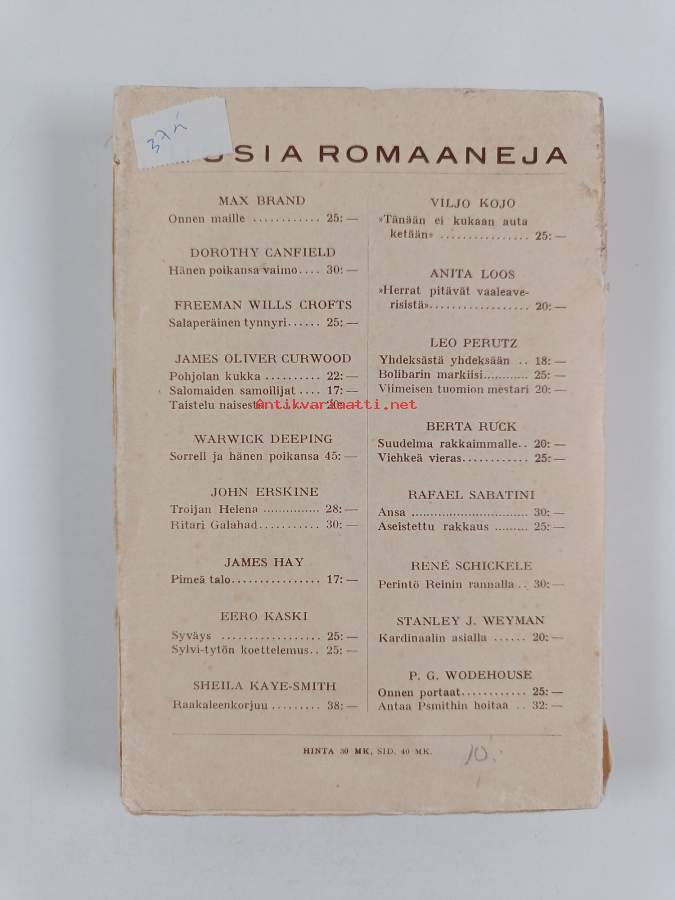 37 h
USIA ROMAANEJA
MAX BRAND
Onnen maille ............ 25: —
DOROTHY CANFIELD
Hänen poikansa vaimo.... 30: —
FREEMAN WILLS CROFTS
Salaperäinen tynnyri...... 25: —
JAMES OLIVER CURWOOD
Pohjolan kukka .......... 22: —
Salomaiden samoilijat .... 17: —
Taistelu naisesta
WARWICK DEEPING
Sorrell ja hänen poikansa 45: —
JOHN ERSKINE
Troijan Helena ............... 28: —
Ritari Galahad........... 30: —
JAMES HAY
Pimeä talo................ 17: —
EERO KASKI
Syväys .................. 25: —
Sylvi-tytön koettelemus.. 25: —
SHEILA KAYE-SMITH
Raakaleenkorjuu ......... 38: —
VILJO KOJO
»Tänään ei kukaan auta
ketään» ................ 25: —
ANITA LOOS
»Herrat pitävät vaaleave-
risistä».................. 20: —
LEO PERUTZ
Yhdeksästä yhdeksään .. 18: —
Bolibarin markiisi............ 25: —
Viimeisen tuomion mestari 20: —
BERTA RUCK
Suudelma rakkaimmalle.. 20: —
Viehkeä vieras............ 25: —
RAFAEL SABATINI
Ansa ............................... 30: —
Aseistettu rakkaus ......... 25: —
RENÉ SCHICKELE
Perintö Reinin rannalla .. 30: —
STANLEY J. WEYMAN
Kardinaalin asialla ...... 20: —
P. G. WODEHOUSE
Onnen portaat............ 25: —
Antaa Psmithin hoitaa .. 32: —
HINTA 30 MK, SID. 40 MK.
10:
Antikvariaatti.net